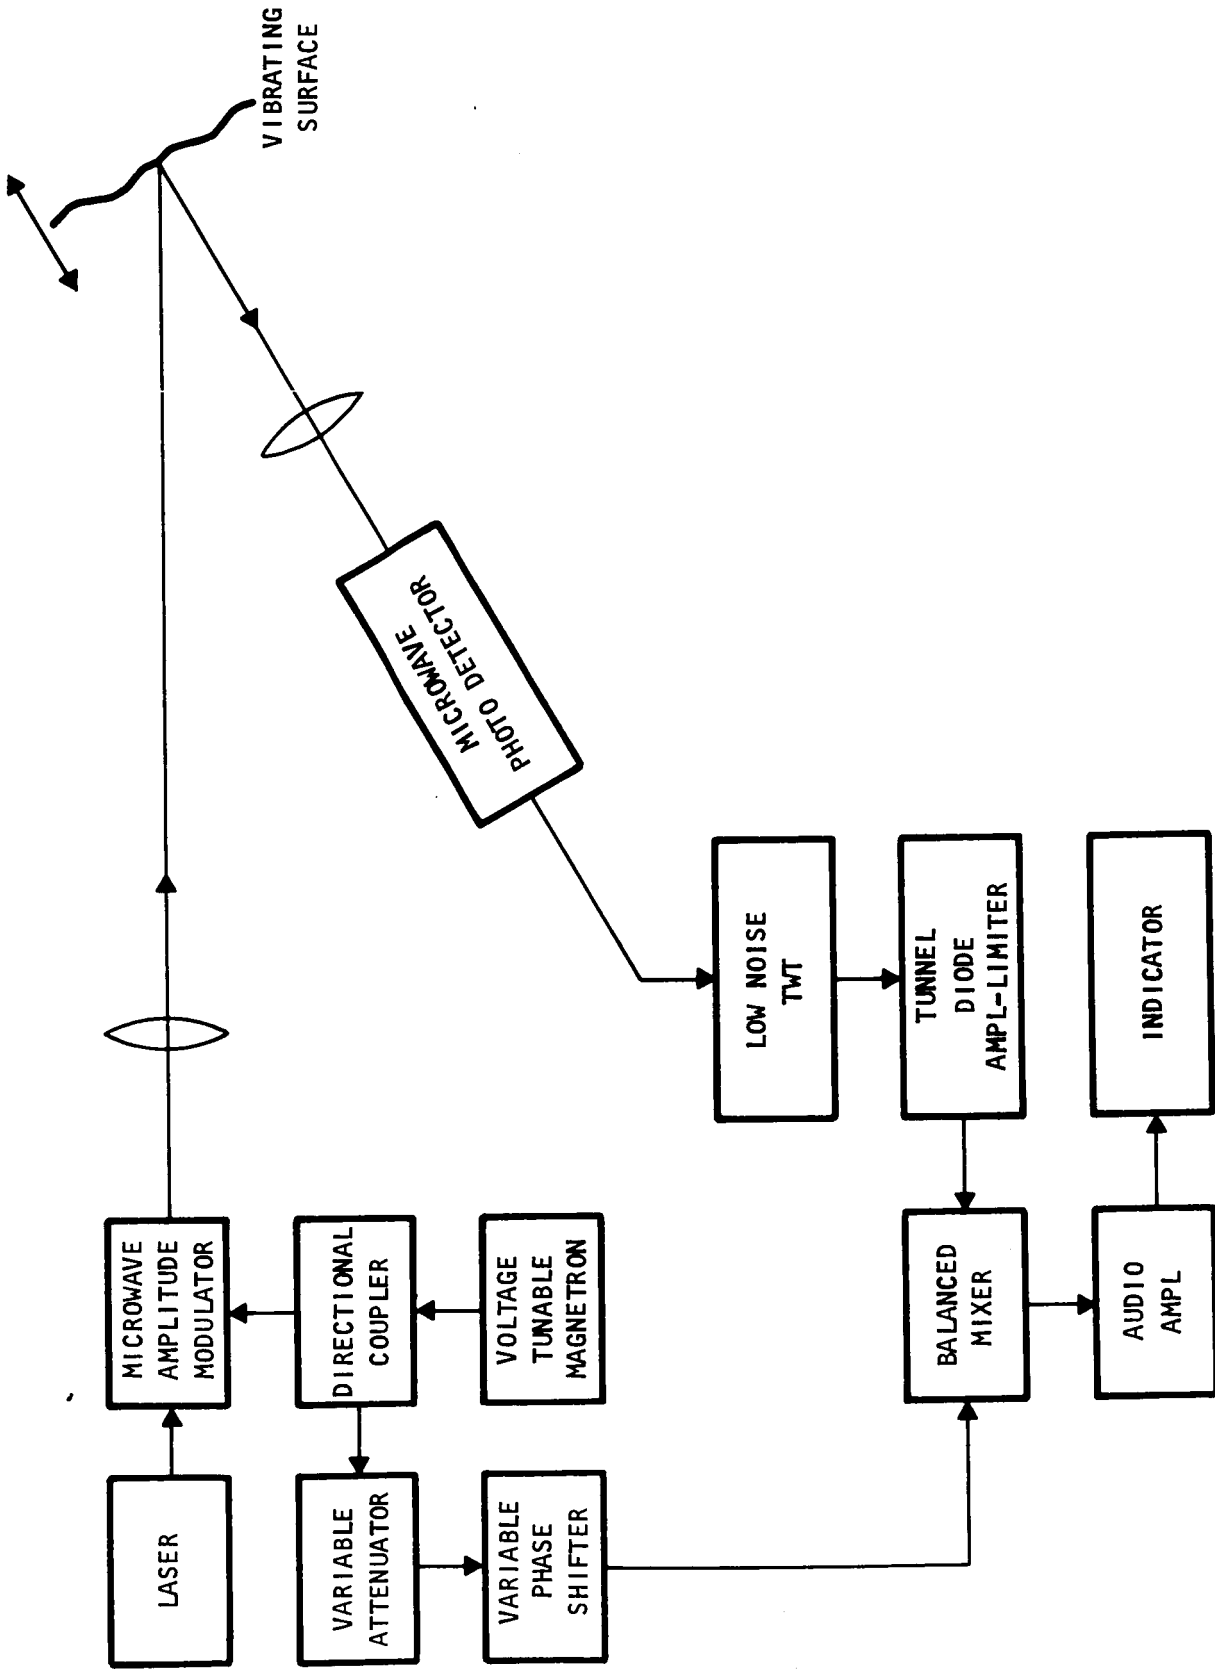 LASER
MICROWAVE
AMPLITUDE
MODULATOR
VIBRATING
SURFACE
VARIABLE
ATTENUATOR
DIRECTIONAL
COUPLER
MICROWAVE
PHOTO DETECTOR
VARIABLE
PHASE
SHIFTER
VOLTAGE
TUNABLE
MAGNETRON
LOW NOISE
TWT
BALANCED
MIXER
TUNNEL
DIODE
AMPL-LIMITER
AUDIO
AMPL
INDICATOR